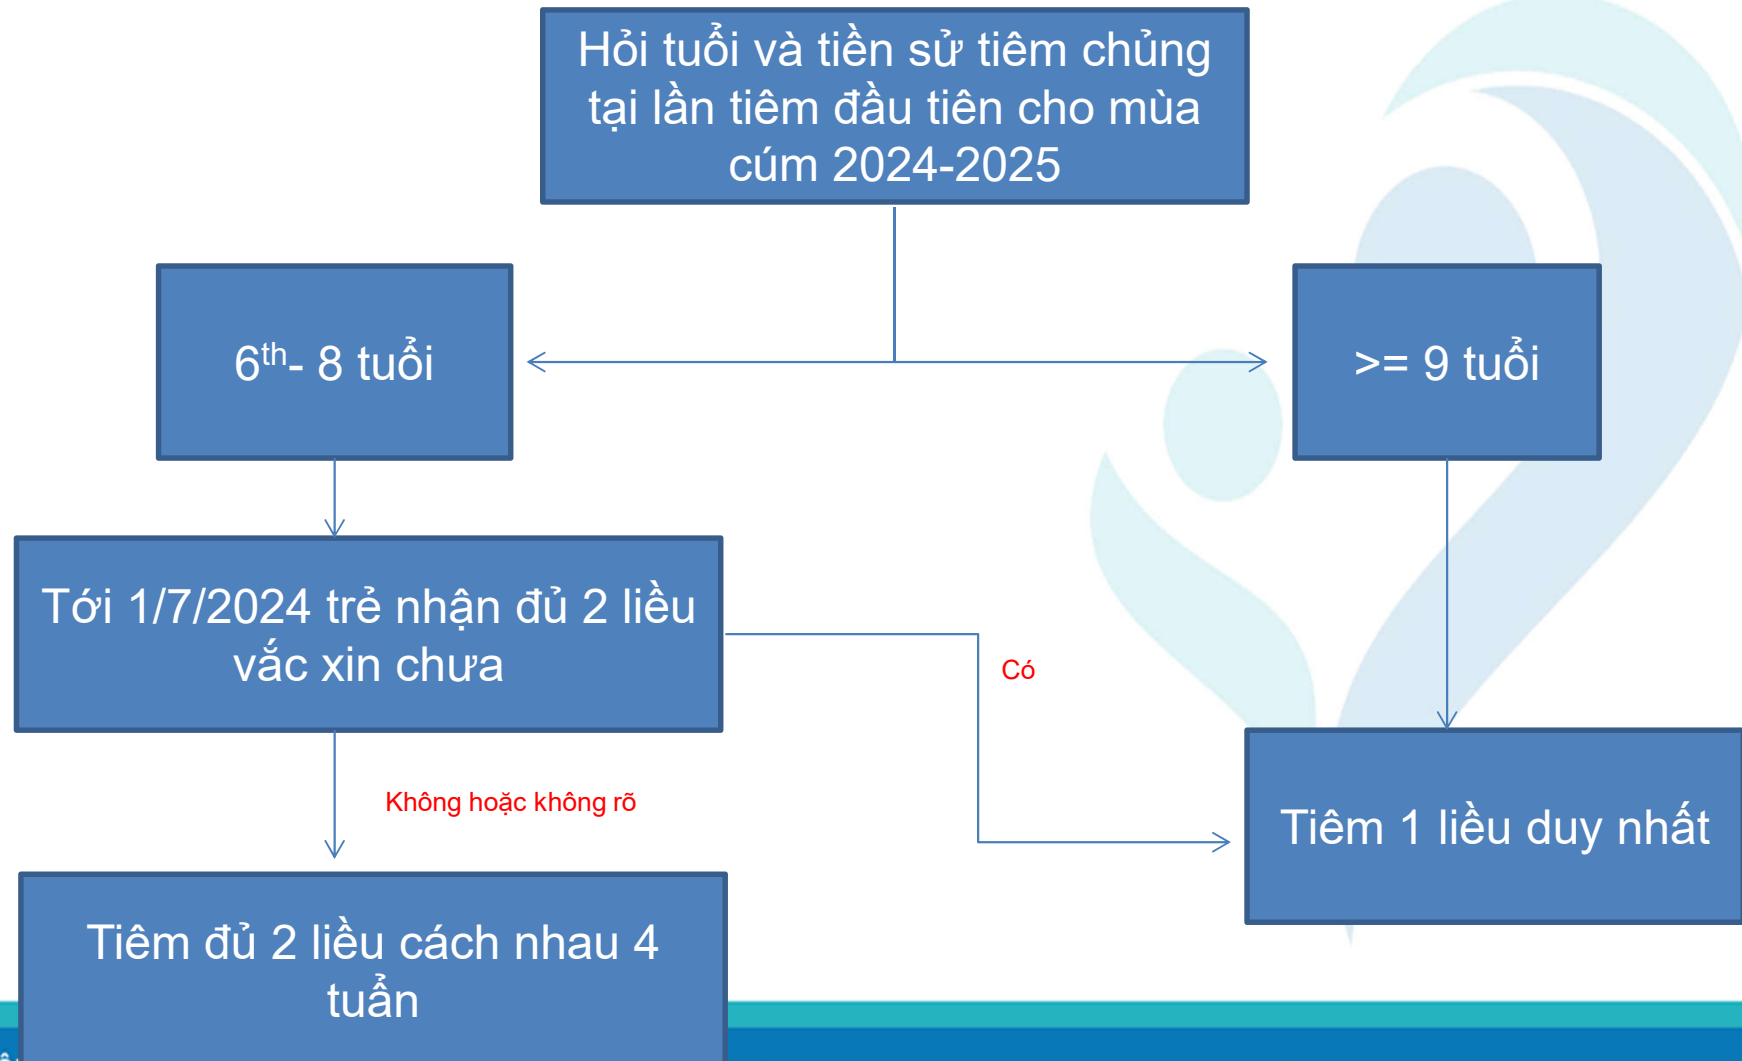 Hỏi tuổi và tiền sử tiêm chủng
tại lần tiêm đầu tiên cho mùa
cúm 2024-2025
6th- 8 tuổi
>= 9 tuổi
Tới 1/7/2024 trẻ nhận đủ 2 liều
vắc xin chưa
Có
Không hoặc không rõ
Tiêm 1 liều duy nhất
Tiêm đủ 2 liều cách nhau 4
tuẩn